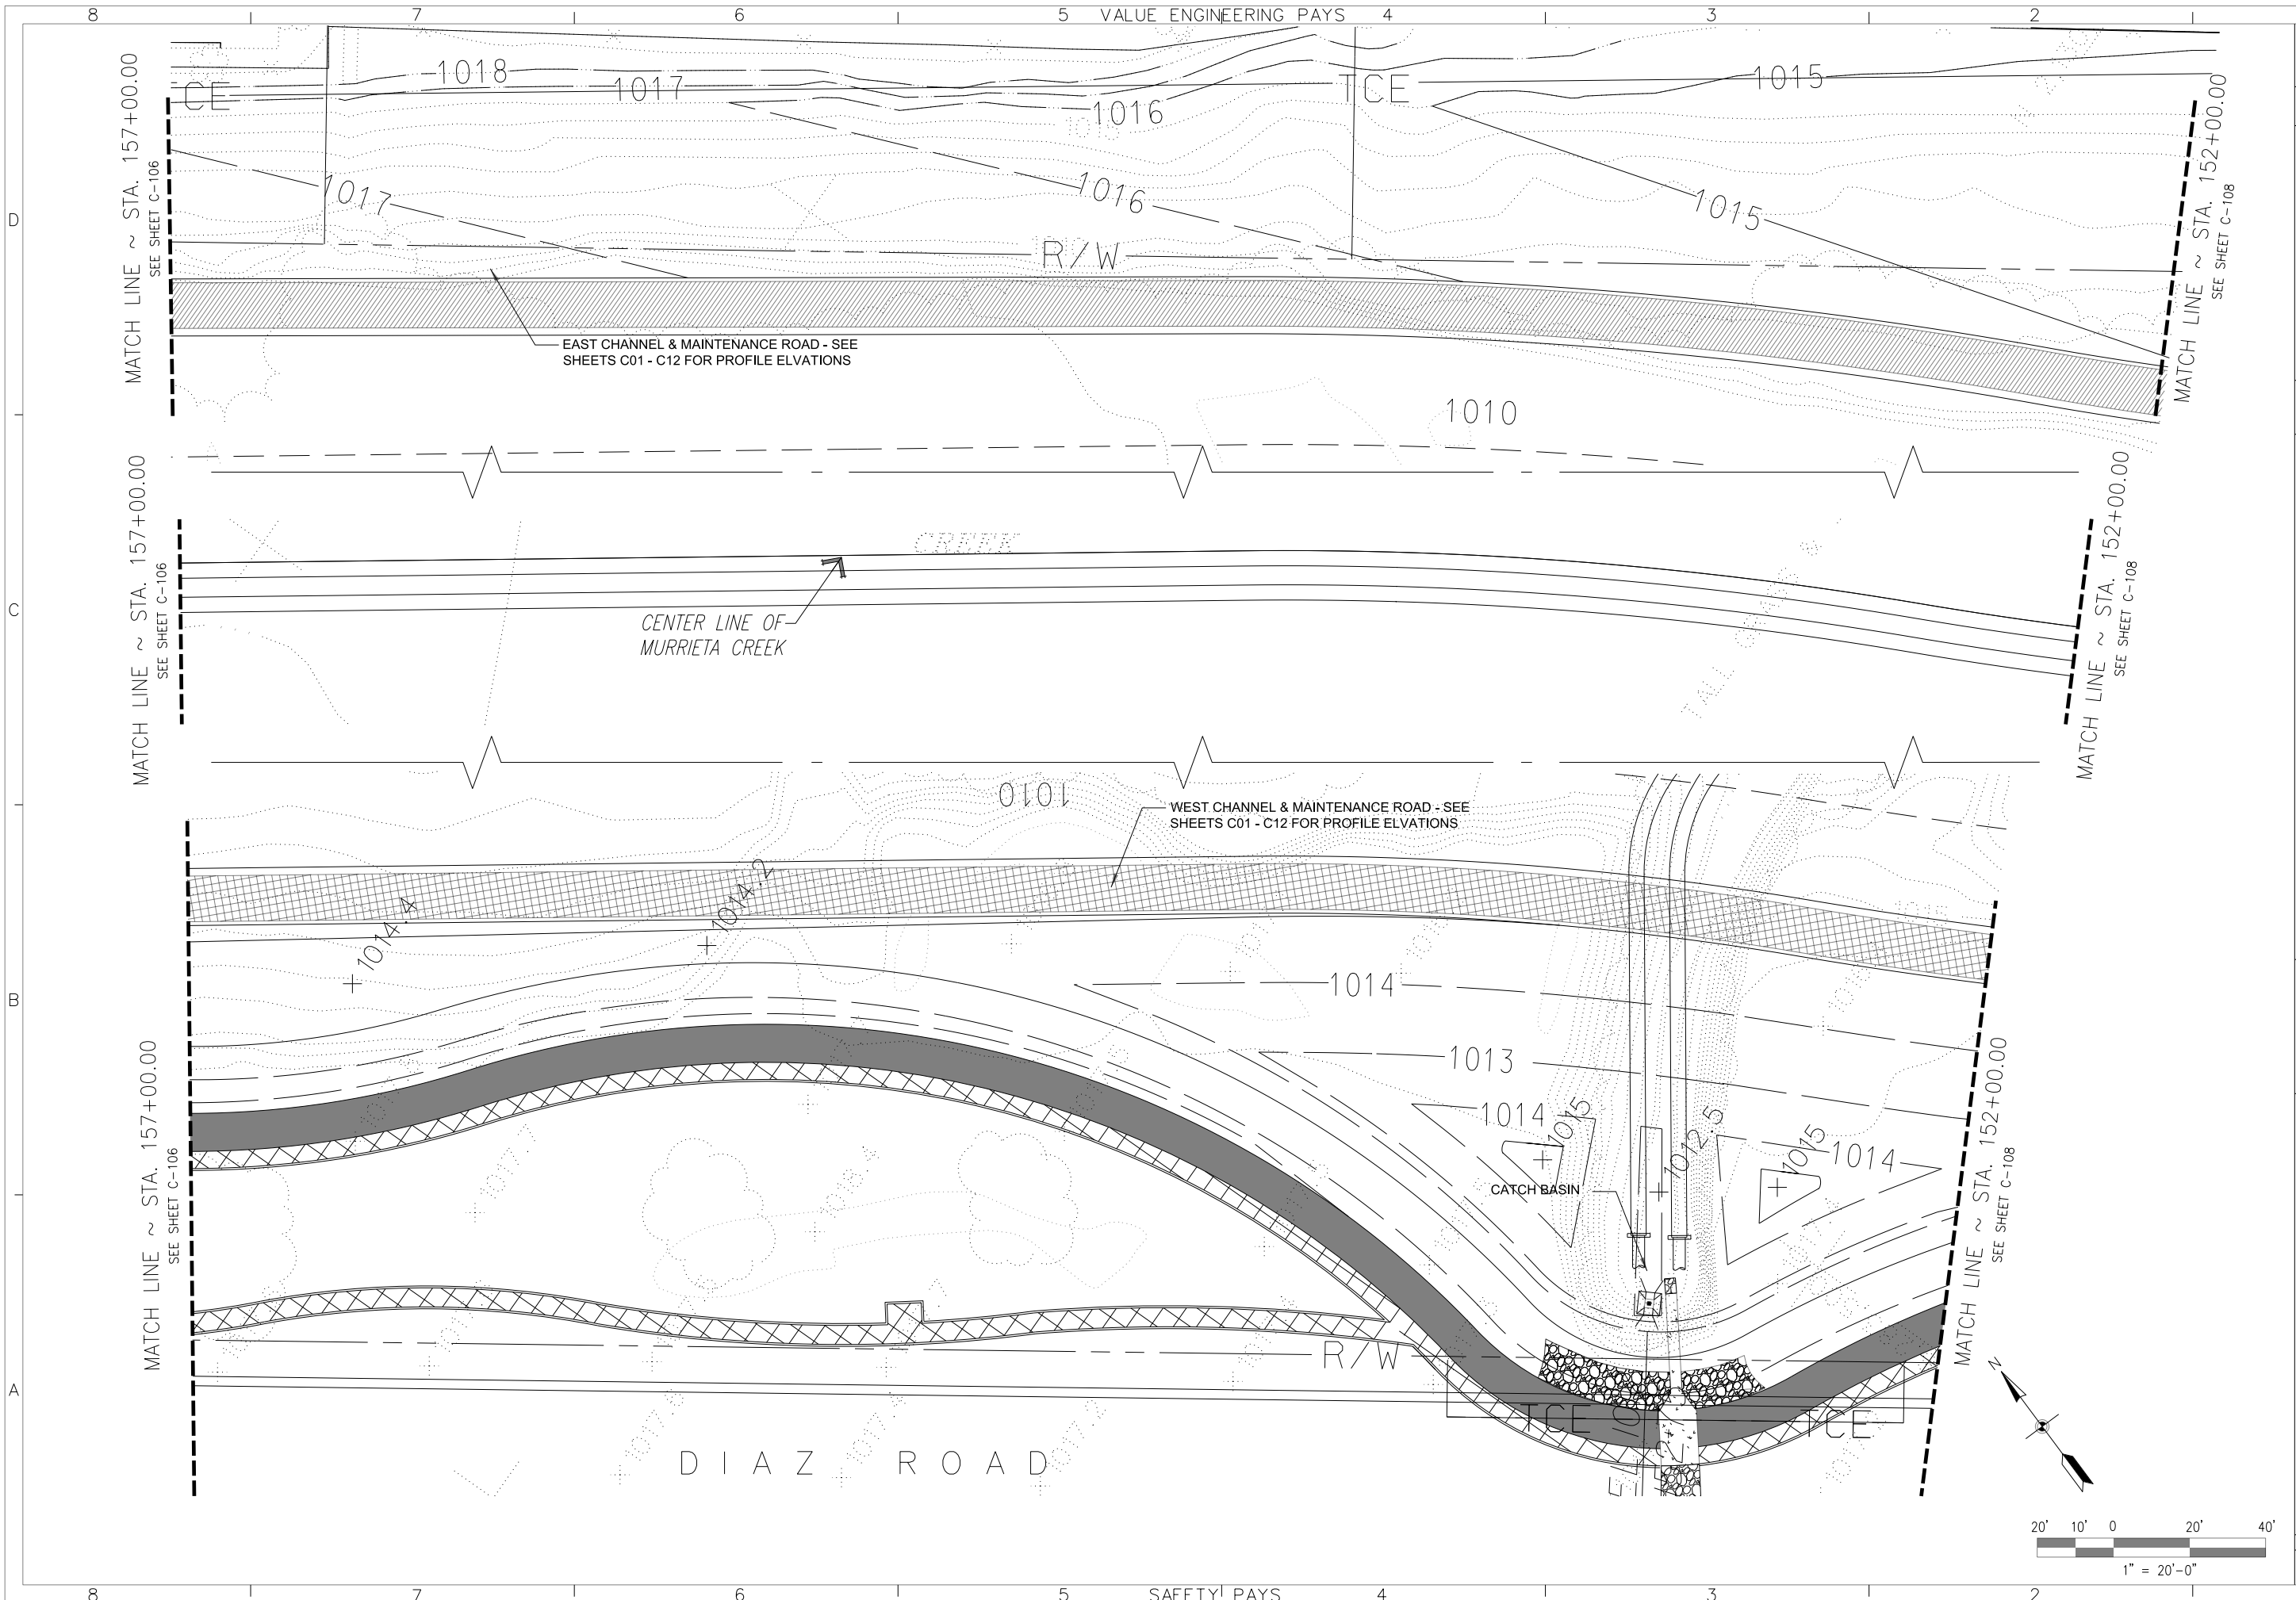 8 7 6 5 VALUE ENGINEERING PAYS 4 3 2
1018
1017
CE
TCE
1015
1016
1017
1016
1015
R/W
D
MATCH LINE ~ STA. 157+00.00
SEE SHEET C-106
MATCH LINE ~ STA. 152+00.00
SEE SHEET C-108
EAST CHANNEL & MAINTENANCE ROAD - SEE
SHEETS C01 - C12 FOR PROFILE ELVATIONS
1010
MATCH LINE ~ STA. 157+00.00
SEE SHEET C-106
MATCH LINE ~ STA. 152+00.00
SEE SHEET C-108
CREEK
C
CENTER LINE OF
MURRIETA CREEK
1010
WEST CHANNEL & MAINTENANCE ROAD - SEE
SHEETS C01 - C12 FOR PROFILE ELVATIONS
1014.4
1014.2
B
1014
1013
1014
1015
1012.5
1015
1014
CATCH BASIN
MATCH LINE ~ STA. 157+00.00
SEE SHEET C-106
MATCH LINE ~ STA. 152+00.00
SEE SHEET C-108
R/W
A
TCE
TCE
DIAZ ROAD
N
20' 10' 0 20' 40'
1" = 20'-0"
8 7 6 5 SAFETY PAYS 4 3 2